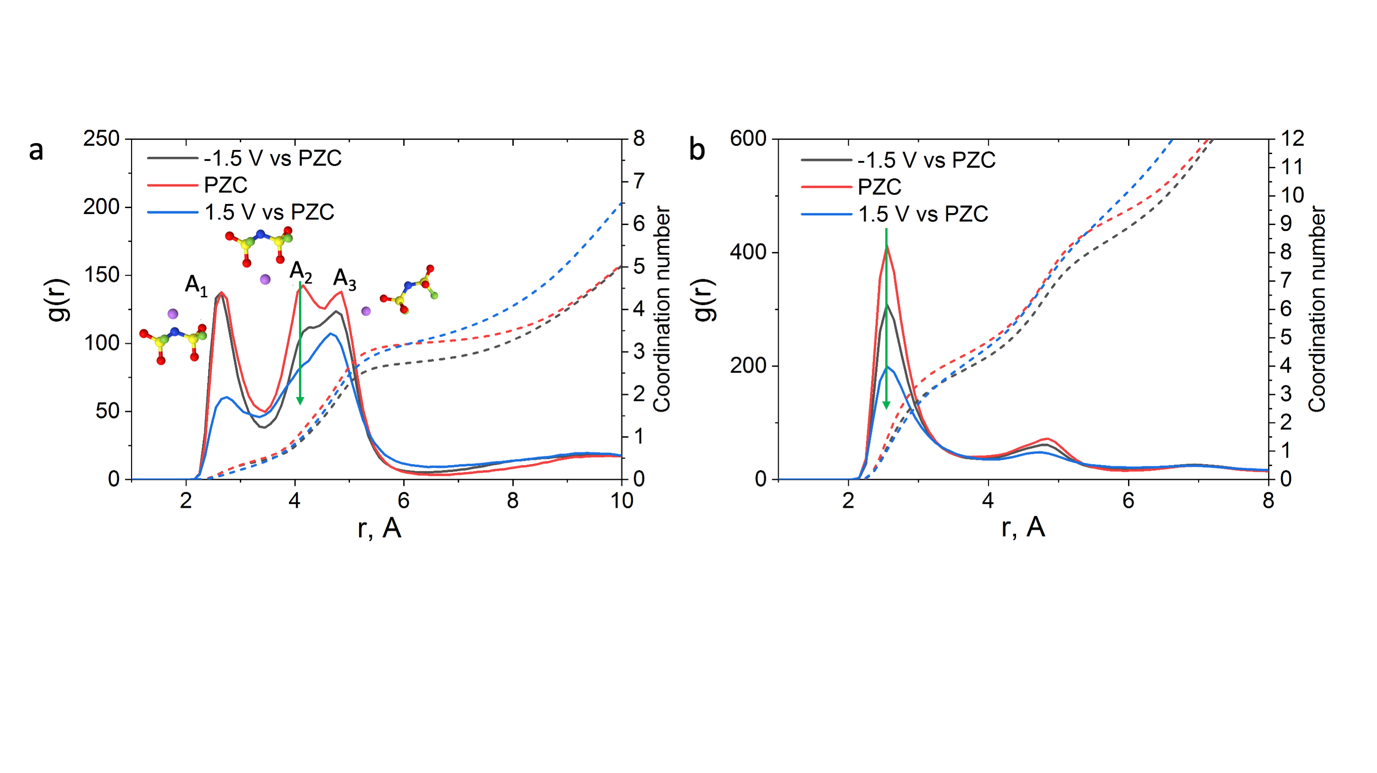 a
250
200
150
100
50
0
g(r)
-1.5 V vs PZC
PZC
1.5 V vs PZC
A1
A2
A3
8
7
6
5
4
3
2
1
0
Coordination number
2 4 6 8 10
r, A
b
600
400
200
0
g(r)
-1.5 V vs PZC
PZC
1.5 V vs PZC
12
11
10
9
8
7
6
5
4
3
2
1
0
Coordination number
2 4 6 8
r, A